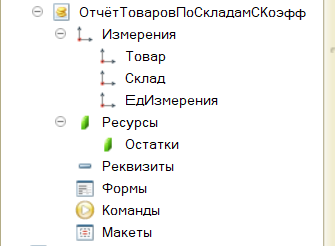 ОтчётТоваровПоСкладамСКоэфф
Измерения
Товар
Склад
ЕдИзмерения
Ресурсы
Остатки
Реквизиты
Формы
Команды
Макеты